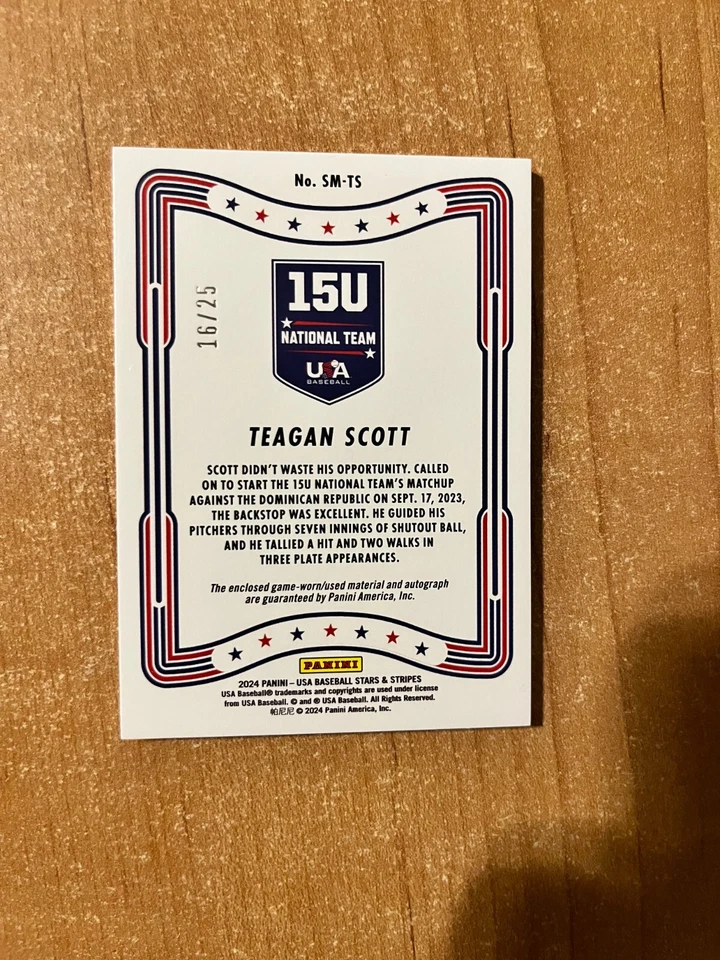 No. SM-TS
16/25
15U
NATIONAL TEAM
USA
BASEBALL
TEAGAN SCOTT
SCOTT DIDN'T WASTE HIS OPPORTUNITY. CALLED
ON TO START THE 15U NATIONAL TEAM'S MATCHUP
AGAINST THE DOMINICAN REPUBLIC ON SEPT. 17, 2023,
THE BACKSTOP WAS EXCELLENT. HE GUIDED HIS
PITCHERS THROUGH SEVEN INNINGS OF SHUTOUT BALL,
AND HE TALLIED A HIT AND TWO WALKS IN
THREE PLATE APPEARANCES.
The enclosed game-worn/used material and autograph
are guaranteed by Panini America, Inc.
PANINI
2024 PANINI – USA BASEBALL STARS & STRIPES
USA Baseball® trademarks and copyrights are used under license
from USA Baseball. © and ® USA Baseball. All Rights Reserved.
帕尼尼 © 2024 Panini America, Inc.